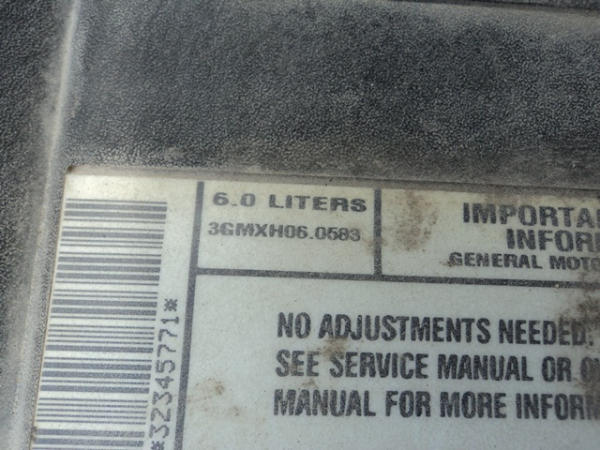 6.0 LITERS
3GMXH06.0583
IMPORTA
INFOR
GENERAL MOTO
*32345771*
NO ADJUSTMENTS NEEDED.
SEE SERVICE MANUAL OR O
MANUAL FOR MORE INFOR